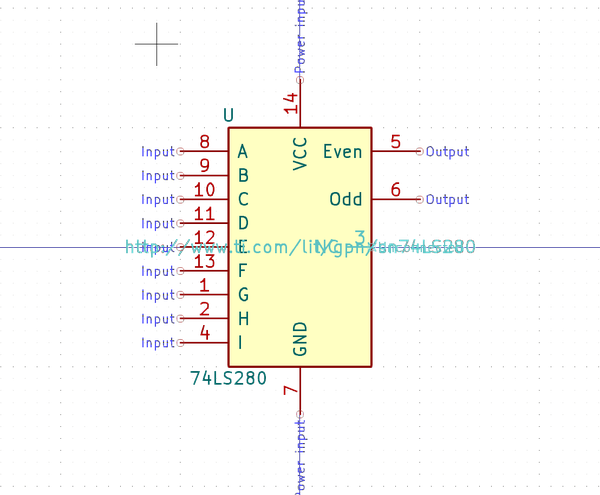 Power input
14
U
VCC
Input 8 A
Even 5 Output
Input 9 B
Input 10 C
Odd 6 Output
Input 11 D
Input 12 E
http://www.ti.com/lit/gpn/sn74LS280
NC 3
Input 13 F
Input 1 G
Input 2 H
Input 4 I
GND
74LS280
7
Power input